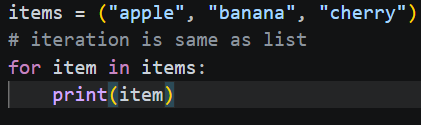 items = ("apple", "banana", "cherry")
# iteration is same as list
for item in items:
    print(item)